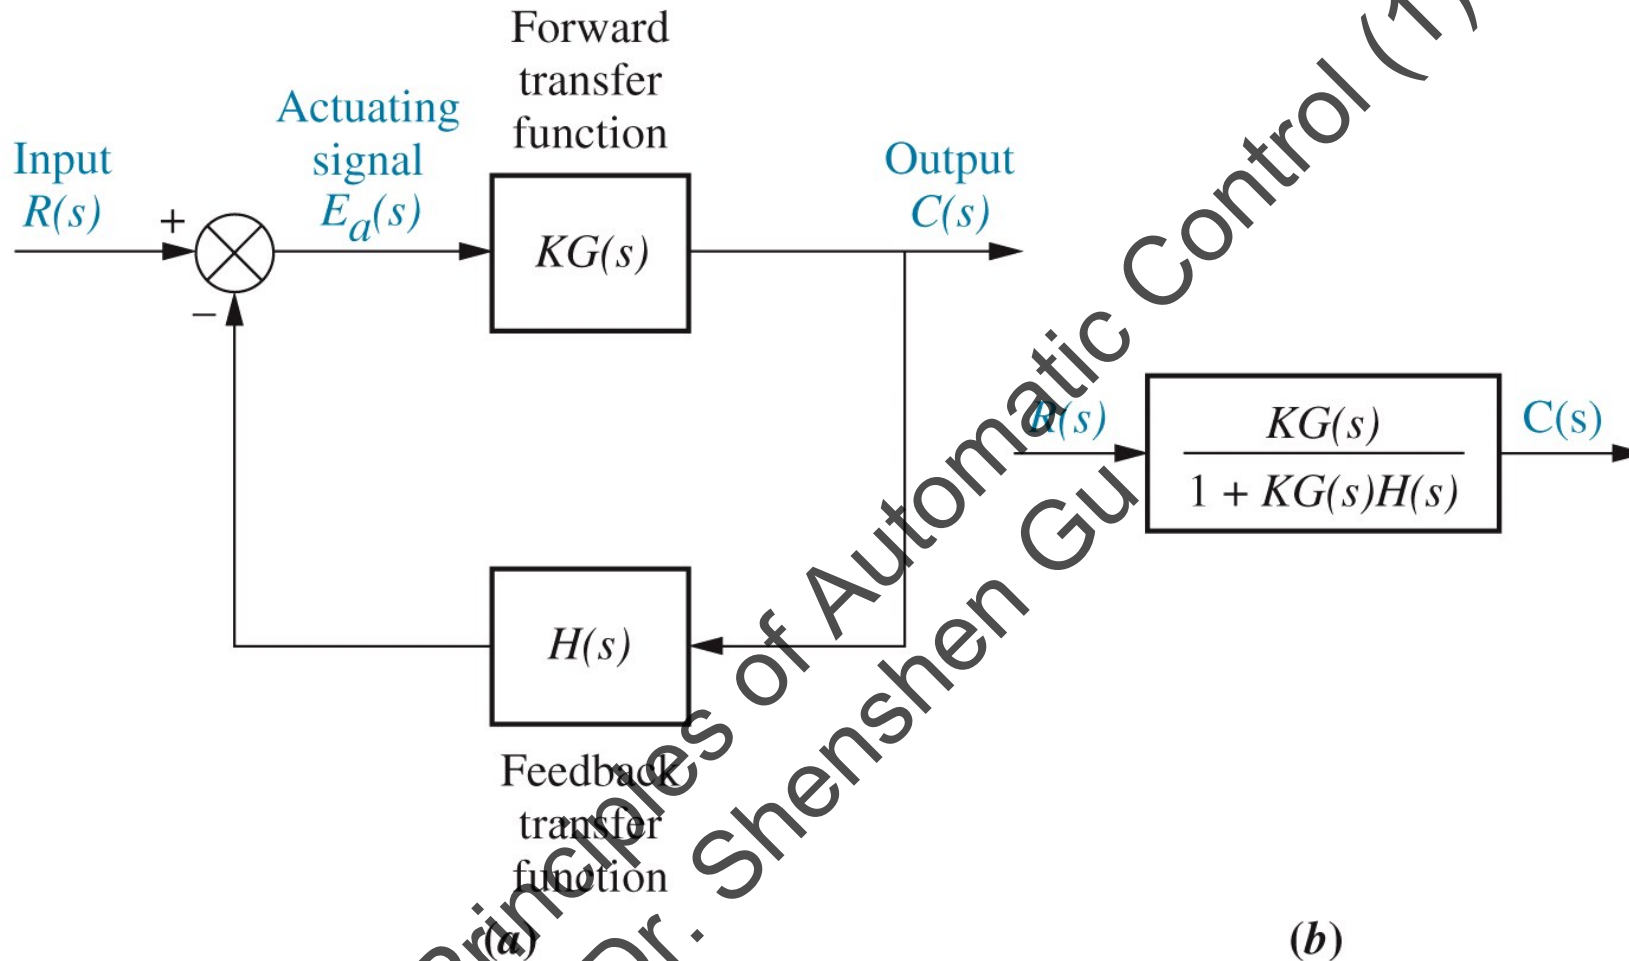 Forward
transfer
function
Actuating
signal
Eₐ(s)
Input
R(s)
Output
C(s)
+
−
KG(s)
H(s)
Feedback
transfer
function
(a)
R(s)
KG(s)
1 + KG(s)H(s)
C(s)
(b)
Principles of Automatic Control (1)
Dr. Shenshen Gu